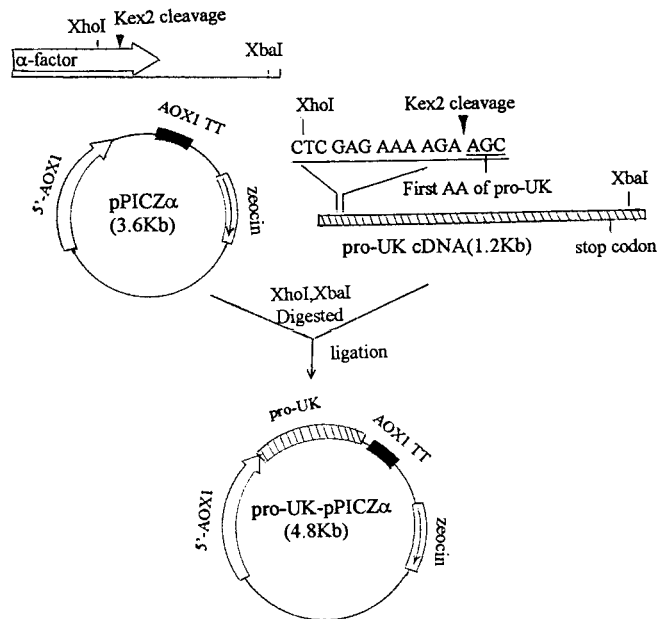 XhoI Kex2 cleavage
XbaI
α-factor
AOX1 TT
5'-AOX1
pPICZα
(3.6Kb)
zeocin
Kex2 cleavage
XhoI
CTC GAG AAA AGA AGC
First AA of pro-UK
XbaI
pro-UK cDNA(1.2Kb)
stop codon
XhoI,XbaI
Digested
ligation
pro-UK
AOX1 TT
5'-AOX1
pro-UK-pPICZα
(4.8Kb)
zeocin